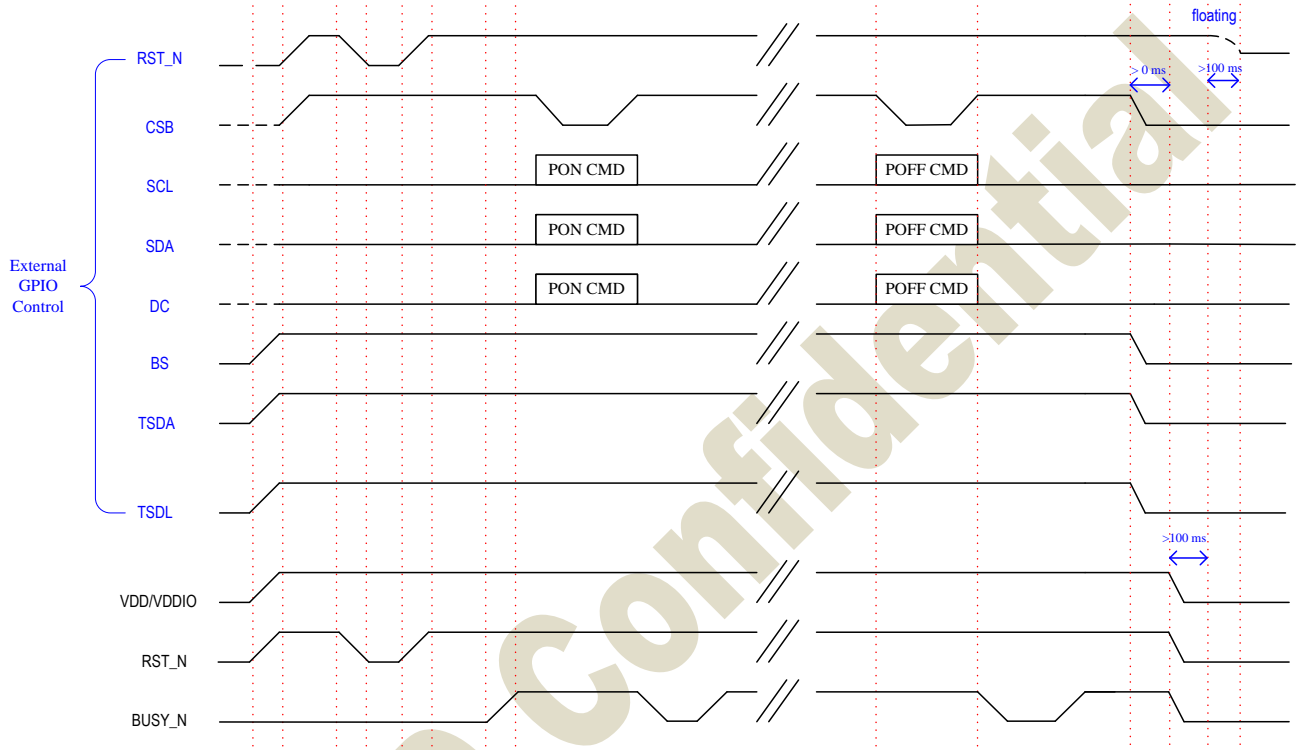 floating
RST_N
> 0 ms
>100 ms
CSB
PON CMD
POFF CMD
SCL
PON CMD
POFF CMD
SDA
External
GPIO
Control
PON CMD
POFF CMD
DC
BS
TSDA
TSDL
>100 ms
VDD/VDDIO
RST_N
BUSY_N
Confidential